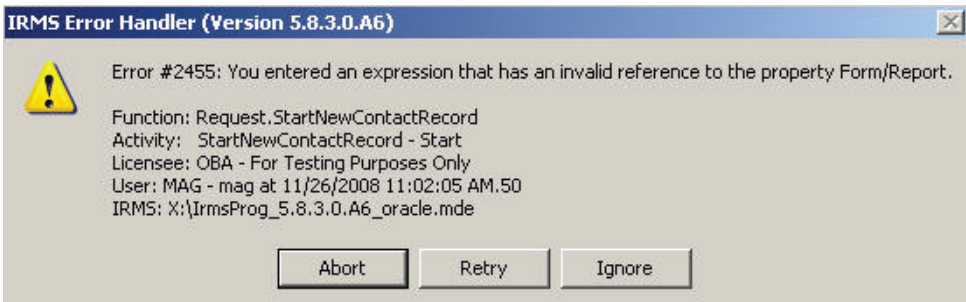 IRMS Error Handler (Version 5.8.3.0.A6)
Error #2455: You entered an expression that has an invalid reference to the property Form/Report.
Function: Request.StartNewContactRecord
Activity: StartNewContactRecord - Start
Licensee: OBA - For Testing Purposes Only
User: MAG - mag at 11/26/2008 11:02:05 AM.50
IRMS: X:\IrmsProg_5.8.3.0.A6_oracle.mde
Abort Retry Ignore